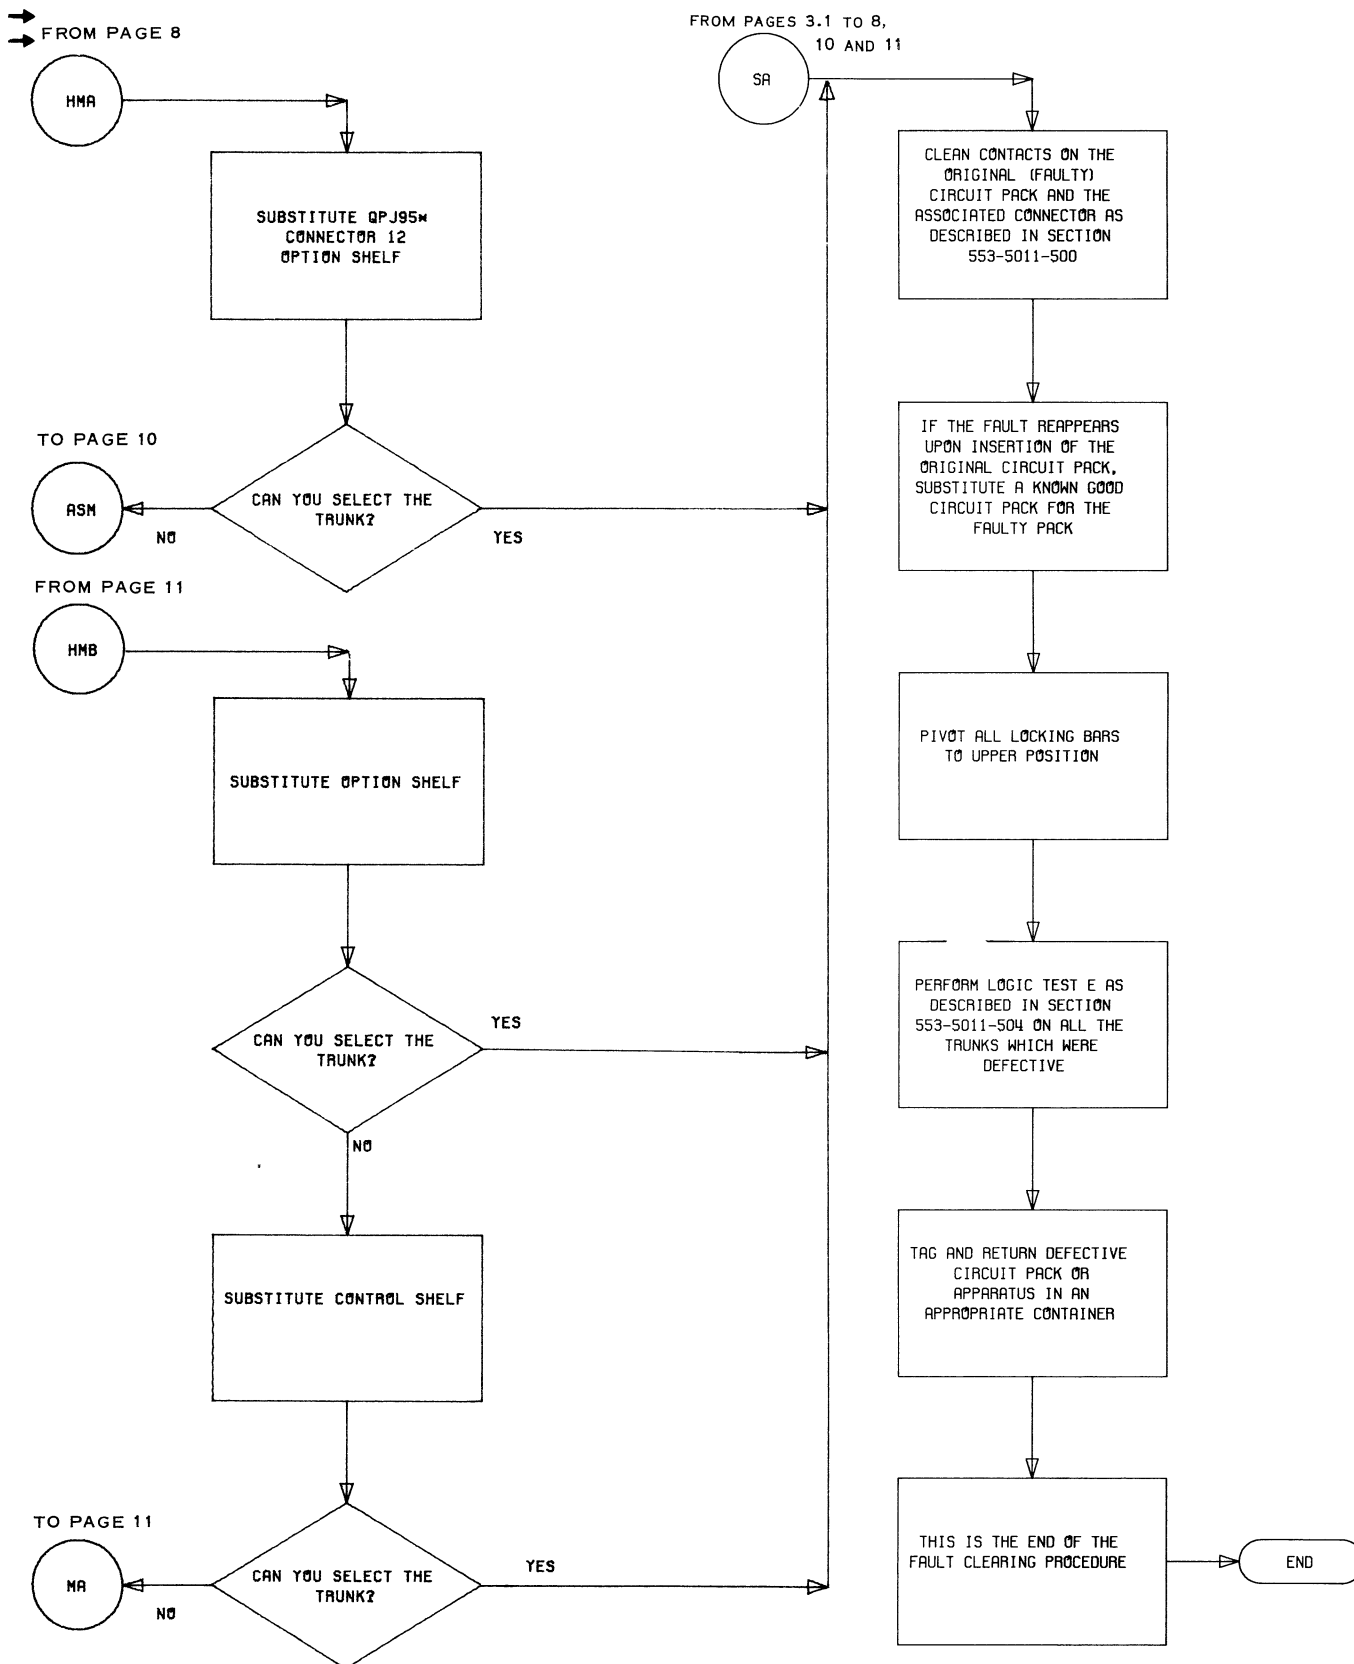 FROM PAGE 8
HMA
SUBSTITUTE QPJ95*
CONNECTOR 12
OPTION SHELF
TO PAGE 10
ASM
CAN YOU SELECT THE
TRUNK?
NO
YES
FROM PAGE 11
HMB
SUBSTITUTE OPTION SHELF
CAN YOU SELECT THE
TRUNK?
YES
NO
SUBSTITUTE CONTROL SHELF
TO PAGE 11
MA
CAN YOU SELECT THE
TRUNK?
NO
YES
FROM PAGES 3.1 TO 8,
10 AND 11
SA
CLEAN CONTACTS ON THE
ORIGINAL (FAULTY)
CIRCUIT PACK AND THE
ASSOCIATED CONNECTOR AS
DESCRIBED IN SECTION
553-5011-500
IF THE FAULT REAPPEARS
UPON INSERTION OF THE
ORIGINAL CIRCUIT PACK,
SUBSTITUTE A KNOWN GOOD
CIRCUIT PACK FOR THE
FAULTY PACK
PIVOT ALL LOCKING BARS
TO UPPER POSITION
PERFORM LOGIC TEST E AS
DESCRIBED IN SECTION
553-5011-504 ON ALL THE
TRUNKS WHICH WERE
DEFECTIVE
TAG AND RETURN DEFECTIVE
CIRCUIT PACK OR
APPARATUS IN AN
APPROPRIATE CONTAINER
THIS IS THE END OF THE
FAULT CLEARING PROCEDURE
END